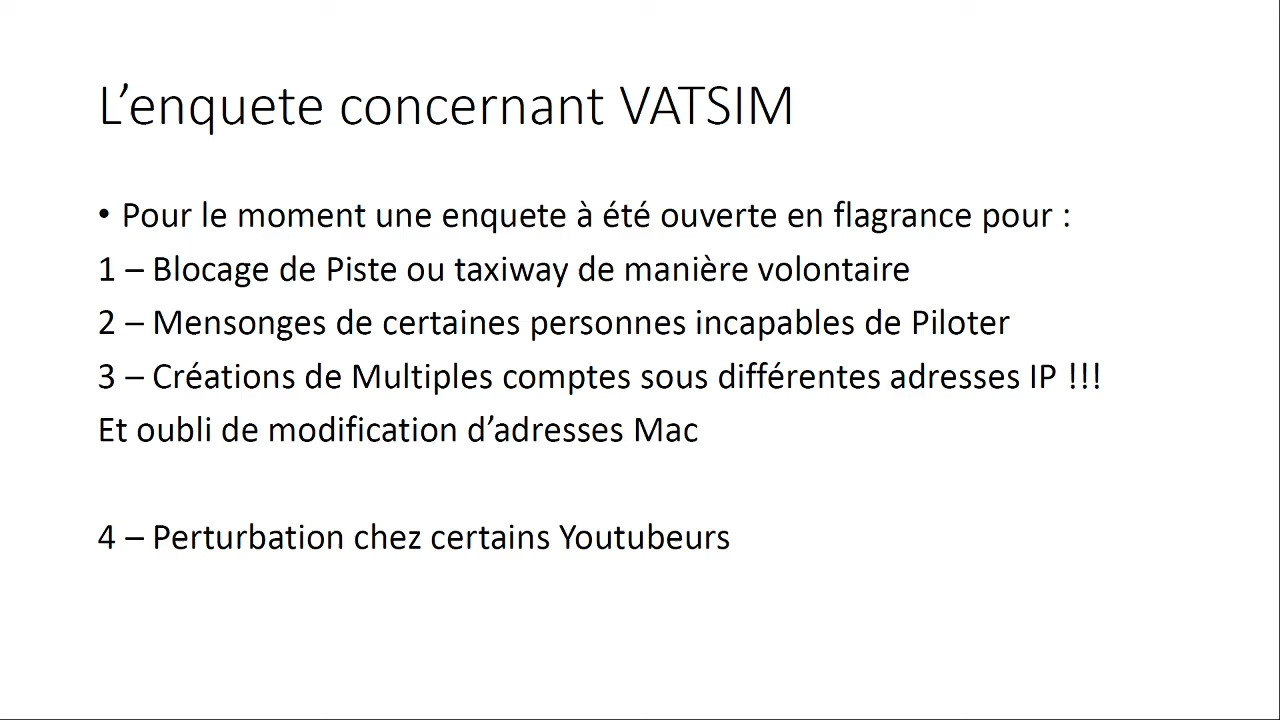 L’enquete concernant VATSIM
• Pour le moment une enquete à été ouverte en flagrance pour :
1 – Blocage de Piste ou taxiway de manière volontaire
2 – Mensonges de certaines personnes incapables de Piloter
3 – Créations de Multiples comptes sous différentes adresses IP !!!
Et oubli de modification d’adresses Mac
4 – Perturbation chez certains Youtubeurs